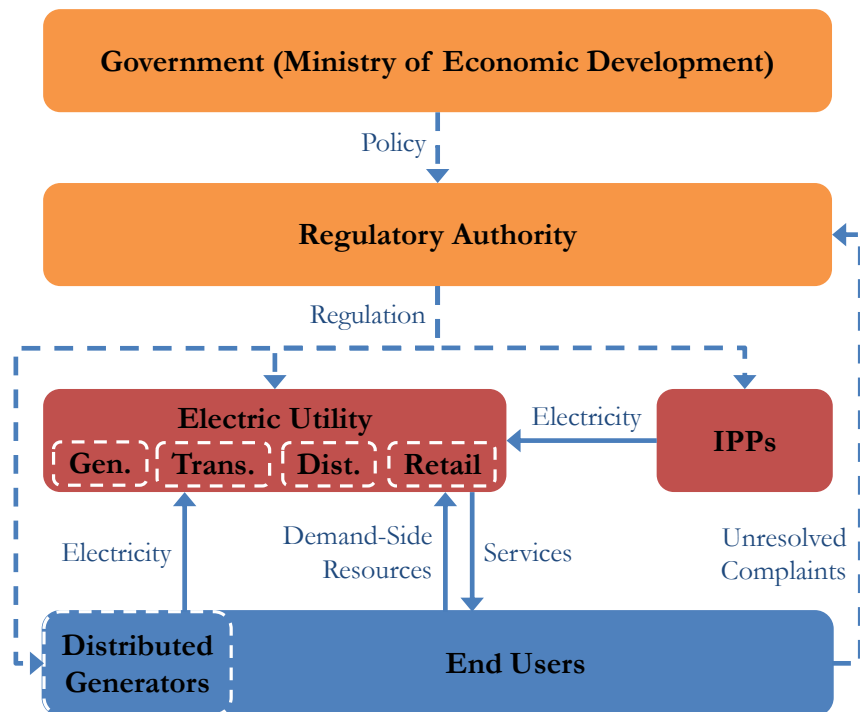 Government (Ministry of Economic Development)
Policy
Regulatory Authority
Regulation
Electric Utility
Gen. Trans. Dist. Retail
Electricity
IPPs
Electricity
Demand-Side
Resources
Services
Unresolved
Complaints
Distributed
Generators
End Users